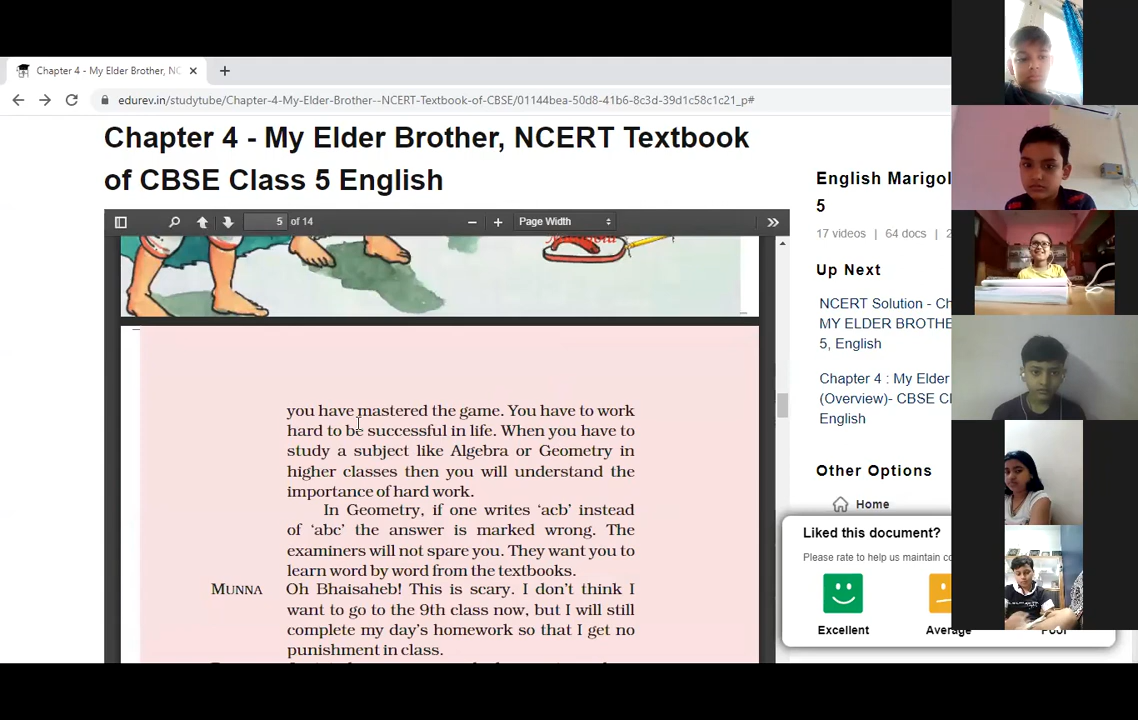 Chapter 4 - My Elder Brother, NC
edurev.in/studytube/Chapter-4-My-Elder-Brother--NCERT-Textbook-of-CBSE/01144bea-50d8-41b6-8c3d-39d1c58c1c21_p#
Chapter 4 - My Elder Brother, NCERT Textbook
of CBSE Class 5 English
5 of 14
Page Width
you have mastered the game. You have to work
hard to be successful in life. When you have to
study a subject like Algebra or Geometry in
higher classes then you will understand the
importance of hard work.
In Geometry, if one writes ‘acb’ instead
of ‘abc’ the answer is marked wrong. The
examiners will not spare you. They want you to
learn word by word from the textbooks.
MUNNA Oh Bhaisaheb! This is scary. I don’t think I
want to go to the 9th class now, but I will still
complete my day’s homework so that I get no
punishment in class.
English Marigol
5
17 videos | 64 docs | 2
Up Next
NCERT Solution - Ch
MY ELDER BROTHE
5, English
Chapter 4 : My Elder
(Overview)- CBSE Cl
English
Other Options
Home
Liked this document?
Please rate to help us maintain co
Excellent
Average
Poor